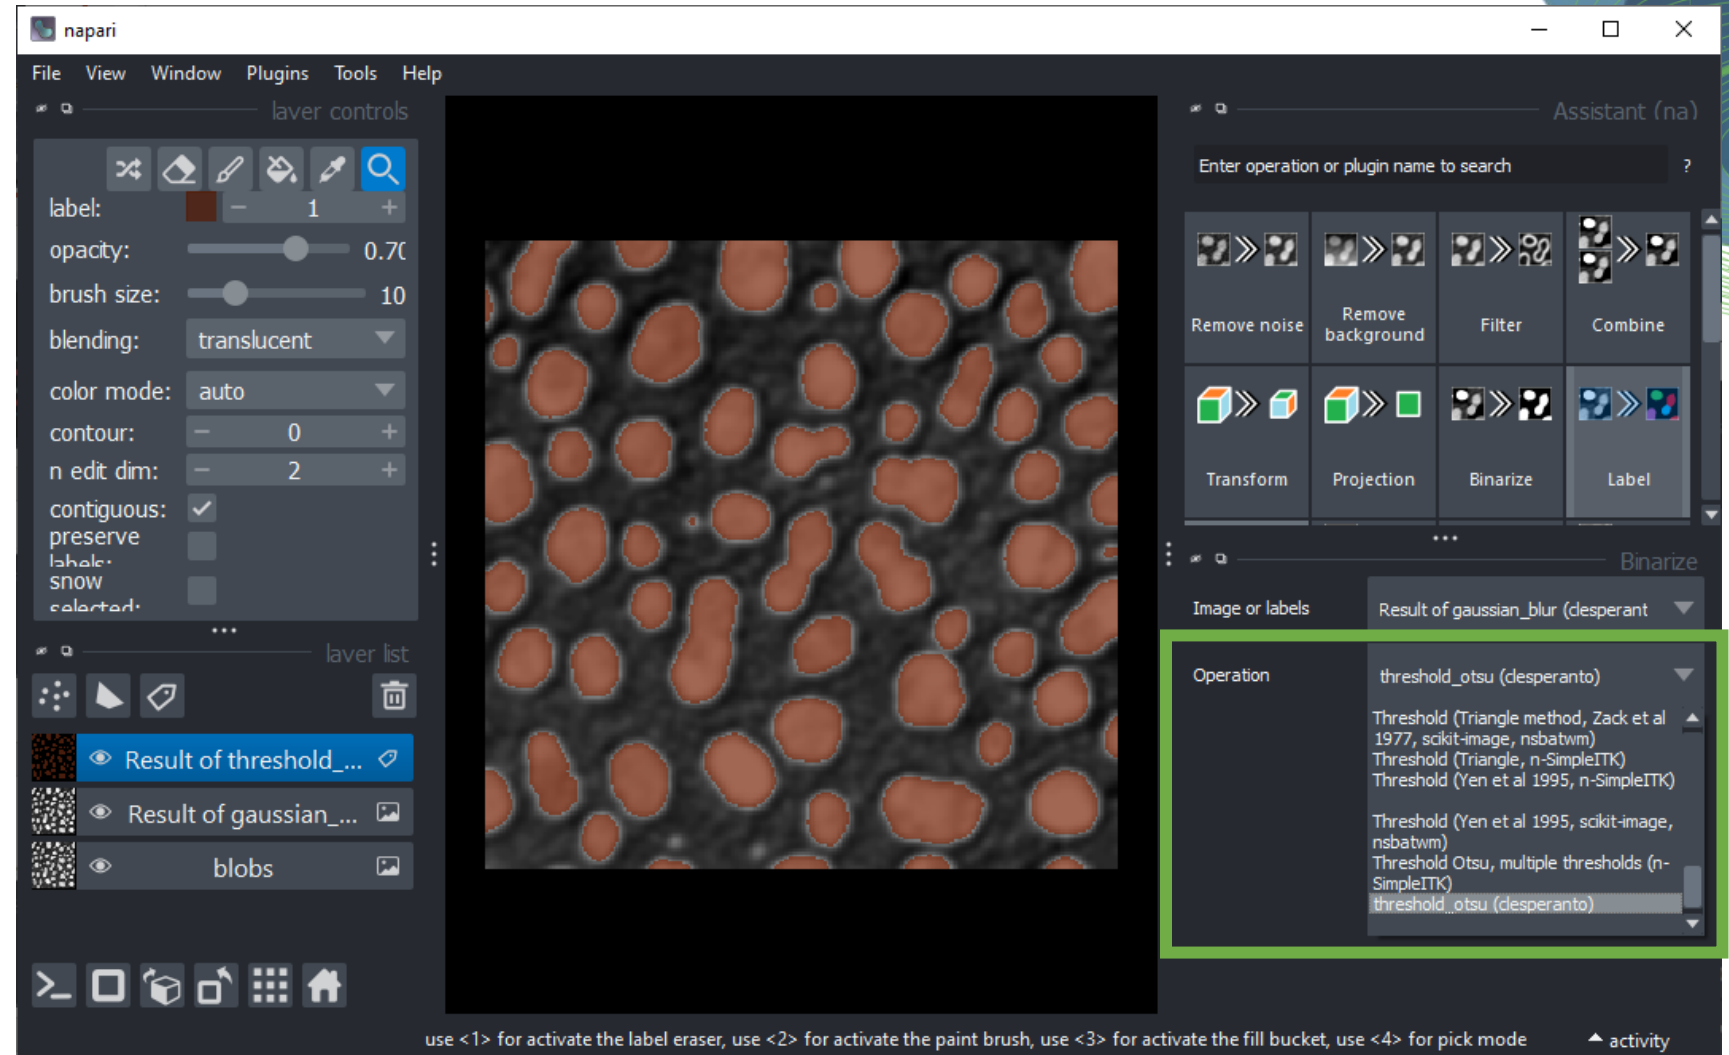 napari
File View Window Plugins Tools Help
layer controls
label: 1
opacity: 0.70
brush size: 10
blending: translucent
color mode: auto
contour: 0
n edit dim: 2
contiguous:
preserve
labels:
show
selected:
layer list
Result of threshold_...
Result of gaussian_...
blobs
Assistant (na)
Enter operation or plugin name to search ?
Remove noise
Remove
background
Filter
Combine
Transform
Projection
Binarize
Label
Binarize
Image or labels
Result of gaussian_blur (clesperant
Operation
threshold_otsu (clesperanto)
Threshold (Triangle method, Zack et al
1977, scikit-image, nsbatwm)
Threshold (Triangle, n-SimpleITK)
Threshold (Yen et al 1995, n-SimpleITK)
Threshold (Yen et al 1995, scikit-image,
nsbatwm)
Threshold Otsu, multiple thresholds (n-
SimpleITK)
threshold_otsu (clesperanto)
use <1> for activate the label eraser, use <2> for activate the paint brush, use <3> for activate the fill bucket, use <4> for pick mode
activity